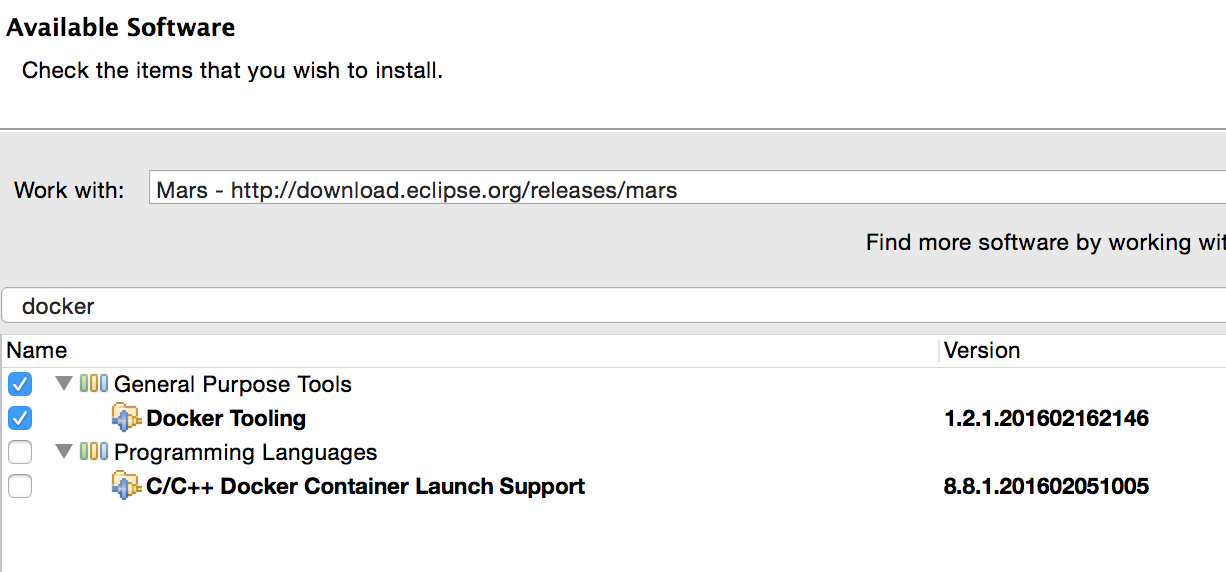 Available Software
Check the items that you wish to install.
Work with: Mars - http://download.eclipse.org/releases/mars
Find more software by working
docker
Name Version
General Purpose Tools
Docker Tooling 1.2.1.201602162146
Programming Languages
C/C++ Docker Container Launch Support 8.8.1.201602051005